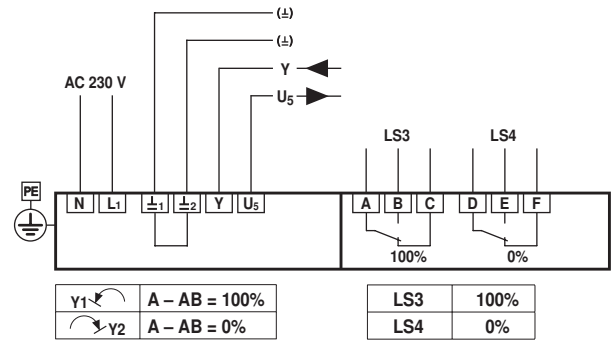 (⊥)
(⊥)
Y
U5
AC 230 V
LS3 LS4
PE
N L1 ⊥1 ⊥2 Y U5 A B C D E F
100% 0%
Y1 A – AB = 100%
Y2 A – AB = 0%
LS3 100%
LS4 0%